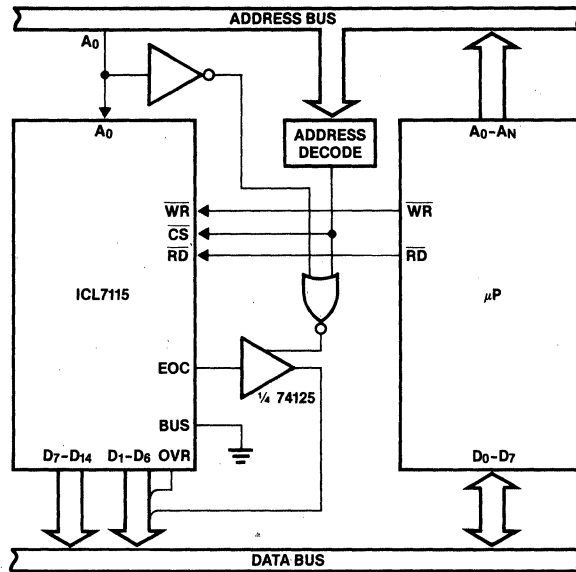 ADDRESS BUS
A0
A0
ADDRESS
DECODE
A0–AN
WR
WR
CS
RD
RD
ICL7115
μP
EOC
¼ 74125
BUS
D7–D14 D1–D6 OVR
D0–D7
DATA BUS